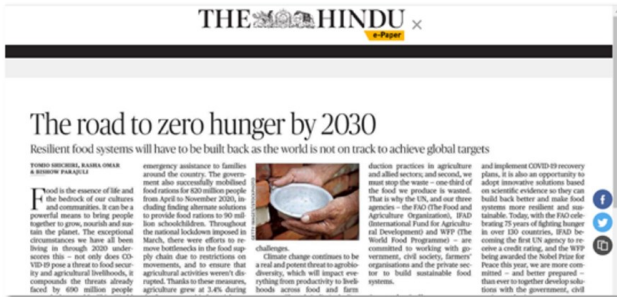 THE HINDU
e-Paper
The road to zero hunger by 2030
Resilient food systems will have to be built back as the world is not on track to achieve global targets
TOMIO SHICHIRI, RASHA OMAR
& BISHOW PARAJULI
Food is the essence of life and
the bedrock of our cultures
and communities. It can be a
powerful means to bring people
together to grow, nourish and sus-
tain the planet. The exceptional
circumstances we have all been
living in through 2020 under-
scores this – not only does CO-
VID-19 pose a threat to food secur-
ity and agricultural livelihoods, it
compounds the threats already
faced by 690 million people
emergency assistance to families
around the country. The govern-
ment also successfully mobilised
food rations for 820 million people
from April to November 2020, in-
cluding finding alternate solutions
to provide food rations to 90 mil-
lion schoolchildren. Throughout
the national lockdown imposed in
March, there were efforts to re-
move bottlenecks in the food sup-
ply chain due to restrictions on
movements, and to ensure that
agricultural activities weren't dis-
rupted. Thanks to these measures,
agriculture grew at 3.4% during
challenges.
Climate change continues to be
a real and potent threat to agrobio-
diversity, which will impact eve-
rything from productivity to liveli-
hoods across food and farm
duction practices in agriculture
and allied sectors; and second, we
must stop the waste – one-third of
the food we produce is wasted.
That is why the UN, and our three
agencies – the FAO (The Food and
Agriculture Organization), IFAD
(International Fund for Agricultu-
ral Development) and WFP (The
World Food Programme) – are
committed to working with go-
vernment, civil society, farmers'
organisations and the private sec-
tor to build sustainable food
systems.
and implement COVID-19 recovery
plans, it is also an opportunity to
adopt innovative solutions based
on scientific evidence so they can
build back better and make food
systems more resilient and sus-
tainable. Today, with the FAO cele-
brating 75 years of fighting hunger
in over 130 countries, IFAD be-
coming the first UN agency to re-
ceive a credit rating, and the WFP
being awarded the Nobel Prize for
Peace this year, we are more com-
mitted – and better prepared –
than ever to together develop solu-
tions with the government, civil